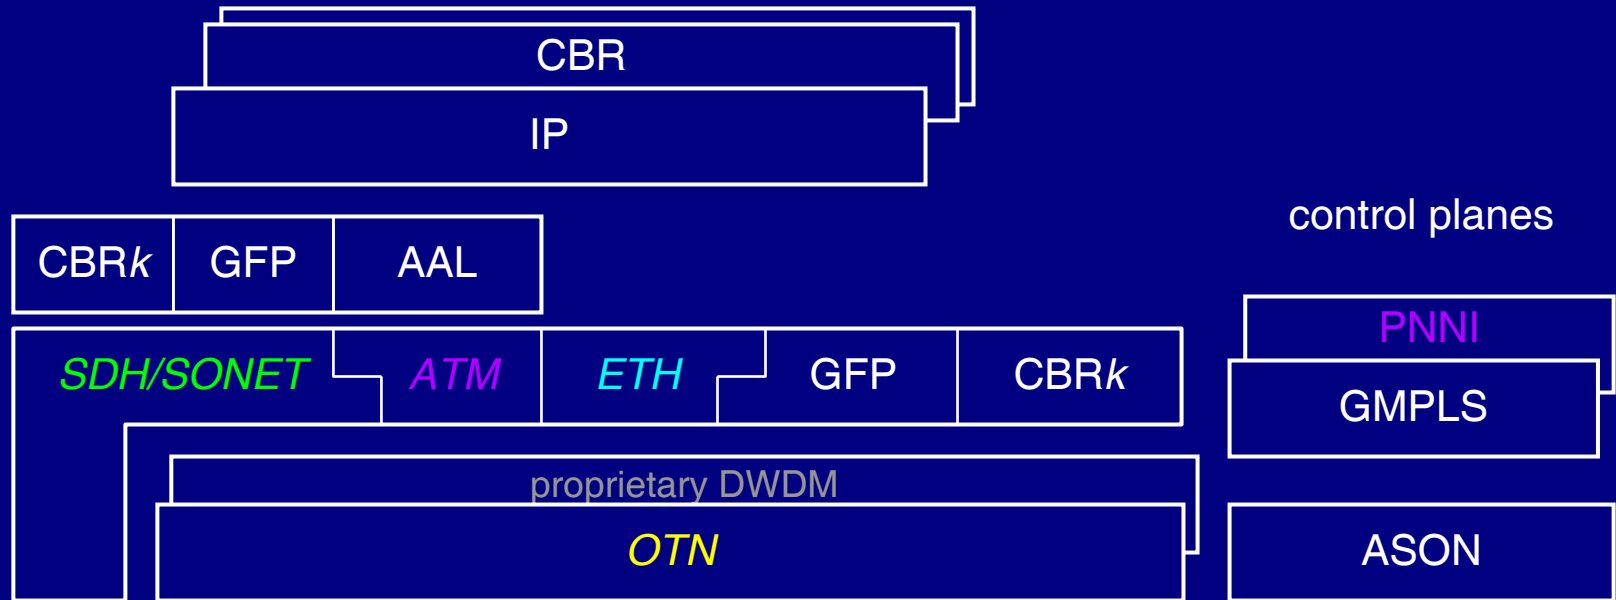 CBR
IP
control planes
CBRk GFP AAL
PNNI
SDH/SONET ATM ETH GFP CBRk
GMPLS
proprietary DWDM
OTN
ASON